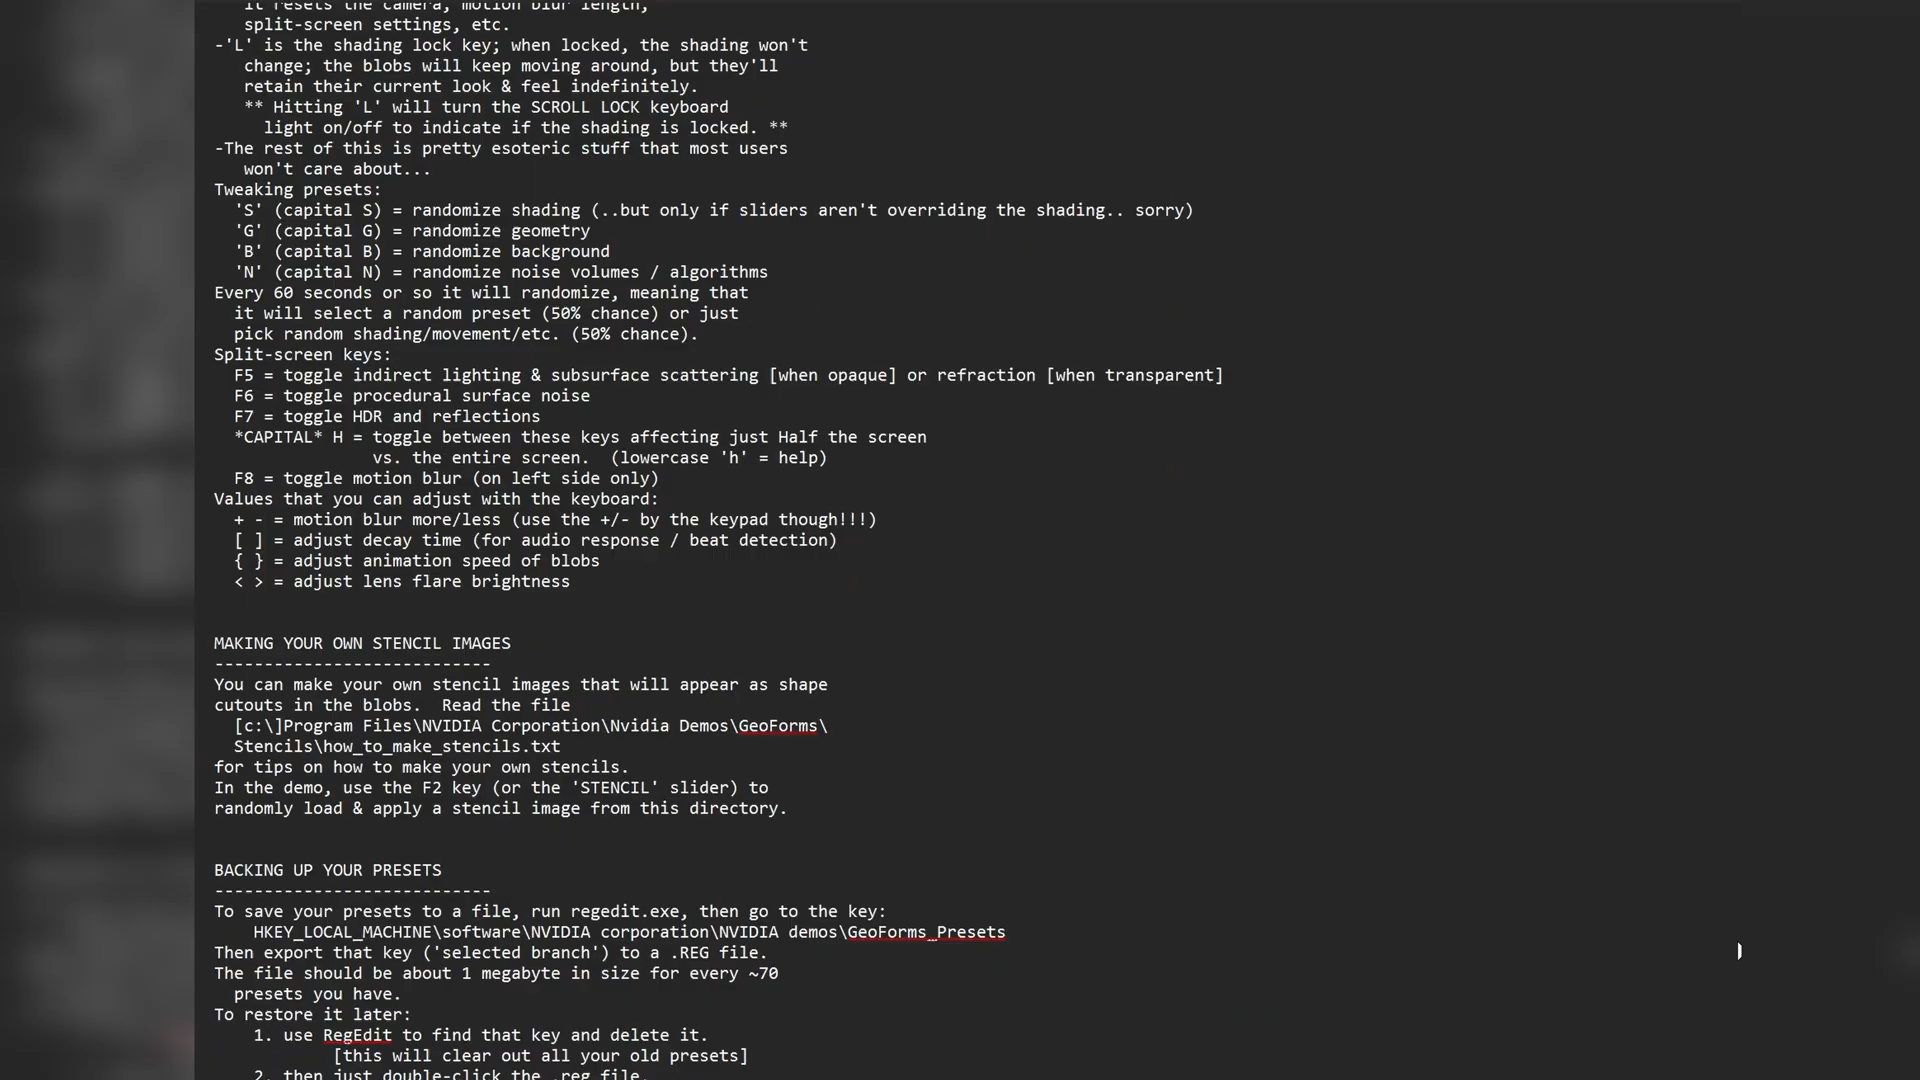 it resets the camera, motion blur length,
split-screen settings, etc.
-'L' is the shading lock key; when locked, the shading won't
change; the blobs will keep moving around, but they'll
retain their current look & feel indefinitely.
** Hitting 'L' will turn the SCROLL LOCK keyboard
light on/off to indicate if the shading is locked. **
-The rest of this is pretty esoteric stuff that most users
won't care about...
Tweaking presets:
'S' (capital S) = randomize shading (..but only if sliders aren't overriding the shading.. sorry)
'G' (capital G) = randomize geometry
'B' (capital B) = randomize background
'N' (capital N) = randomize noise volumes / algorithms
Every 60 seconds or so it will randomize, meaning that
it will select a random preset (50% chance) or just
pick random shading/movement/etc. (50% chance).
Split-screen keys:
F5 = toggle indirect lighting & subsurface scattering [when opaque] or refraction [when transparent]
F6 = toggle procedural surface noise
F7 = toggle HDR and reflections
*CAPITAL* H = toggle between these keys affecting just Half the screen
vs. the entire screen.  (lowercase 'h' = help)
F8 = toggle motion blur (on left side only)
Values that you can adjust with the keyboard:
+ - = motion blur more/less (use the +/- by the keypad though!!!)
[ ] = adjust decay time (for audio response / beat detection)
{ } = adjust animation speed of blobs
< > = adjust lens flare brightness
MAKING YOUR OWN STENCIL IMAGES
----------------------------
You can make your own stencil images that will appear as shape
cutouts in the blobs.  Read the file
[c:\]Program Files\NVIDIA Corporation\Nvidia Demos\GeoForms\
Stencils\how_to_make_stencils.txt
for tips on how to make your own stencils.
In the demo, use the F2 key (or the 'STENCIL' slider) to
randomly load & apply a stencil image from this directory.
BACKING UP YOUR PRESETS
----------------------------
To save your presets to a file, run regedit.exe, then go to the key:
HKEY_LOCAL_MACHINE\software\NVIDIA corporation\NVIDIA demos\GeoForms_Presets
Then export that key ('selected branch') to a .REG file.
The file should be about 1 megabyte in size for every ~70
presets you have.
To restore it later:
1. use RegEdit to find that key and delete it.
[this will clear out all your old presets]
2. then just double-click the .reg file.